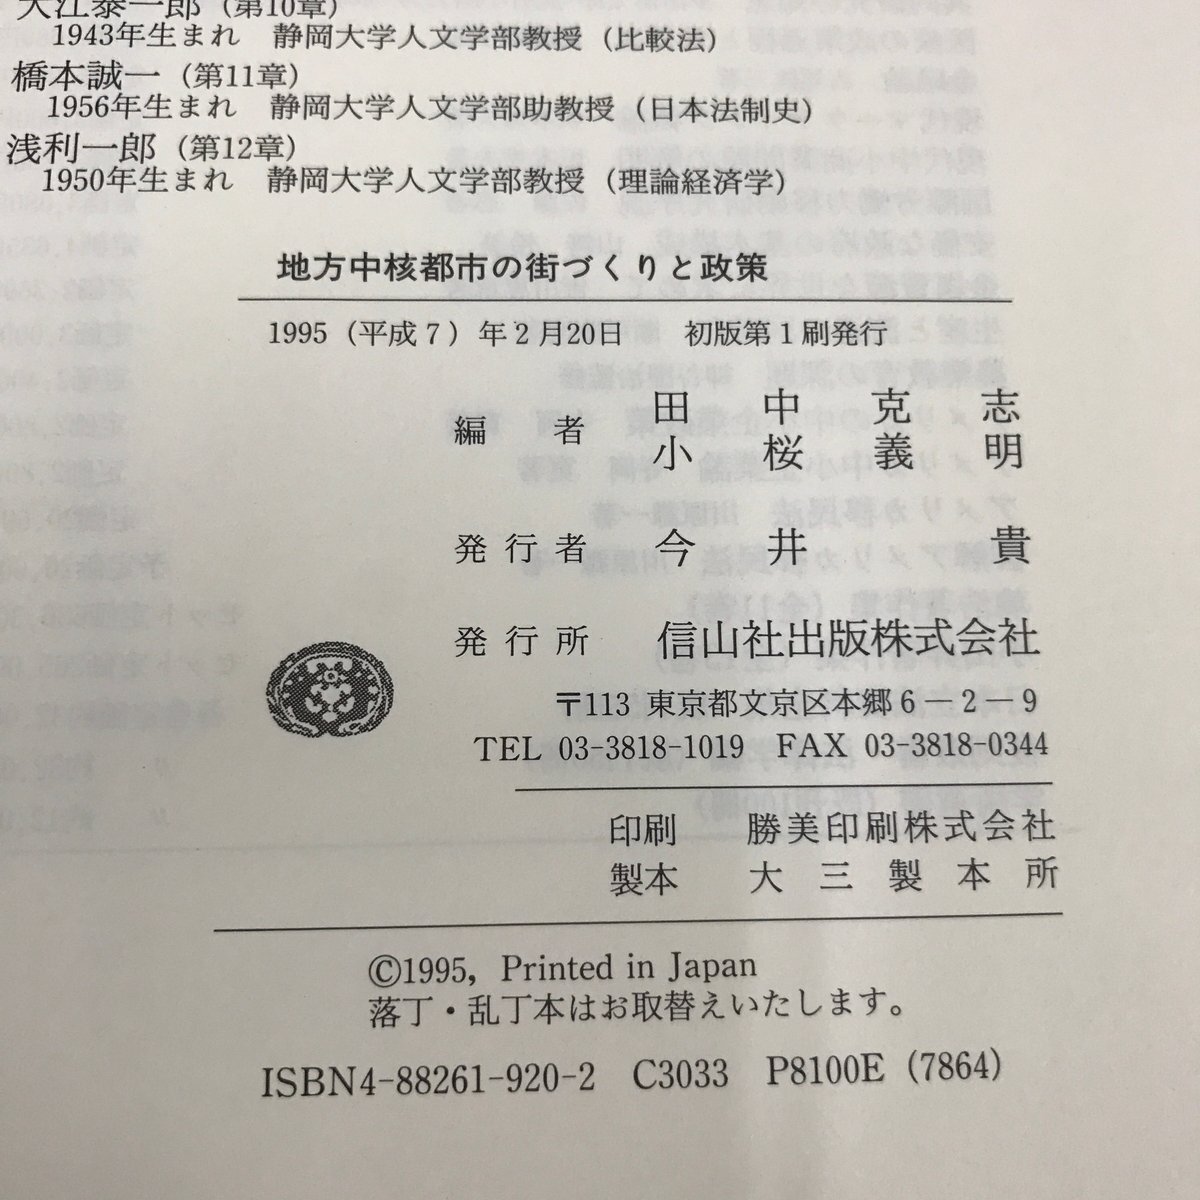 大江泰一郎（第10章）
1943年生まれ　静岡大学人文学部教授（比較法）
橋本誠一（第11章）
1956年生まれ　静岡大学人文学部助教授（日本法制史）
浅利一郎（第12章）
1950年生まれ　静岡大学人文学部教授（理論経済学）
地方中核都市の街づくりと政策
1995（平成７）年２月20日　初版第１刷発行
編者　田中克志
小桜義明
発行者　今井　貴
発行所　信山社出版株式会社
〒113 東京都文京区本郷６－２－９
TEL 03-3818-1019　FAX 03-3818-0344
印刷　勝美印刷株式会社
製本　大三製本所
©1995, Printed in Japan
落丁・乱丁本はお取替えいたします。
ISBN4-88261-920-2　C3033　P8100E（7864）